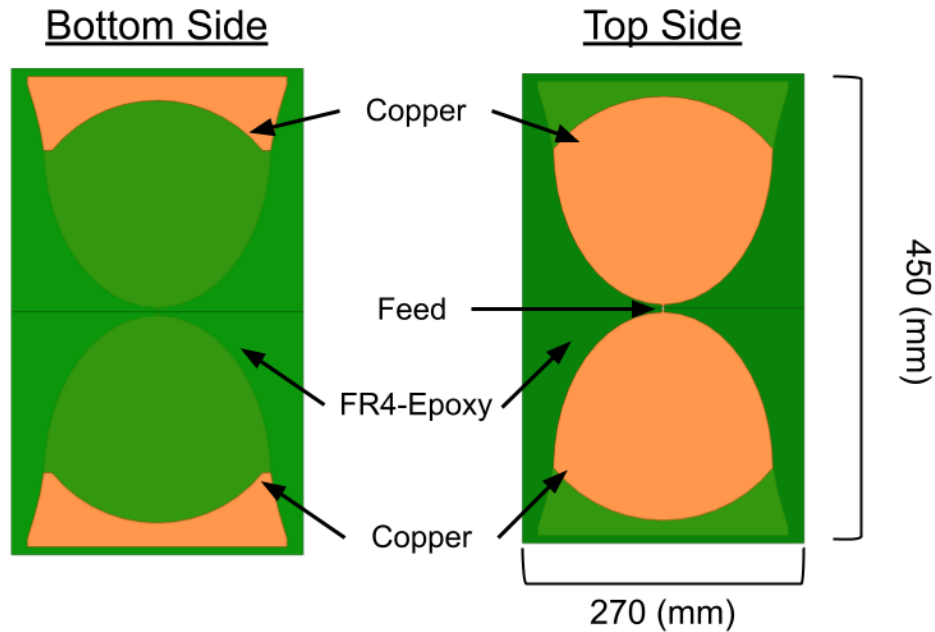 Bottom Side
Top Side
Copper
Feed
FR4-Epoxy
Copper
450 (mm)
270 (mm)